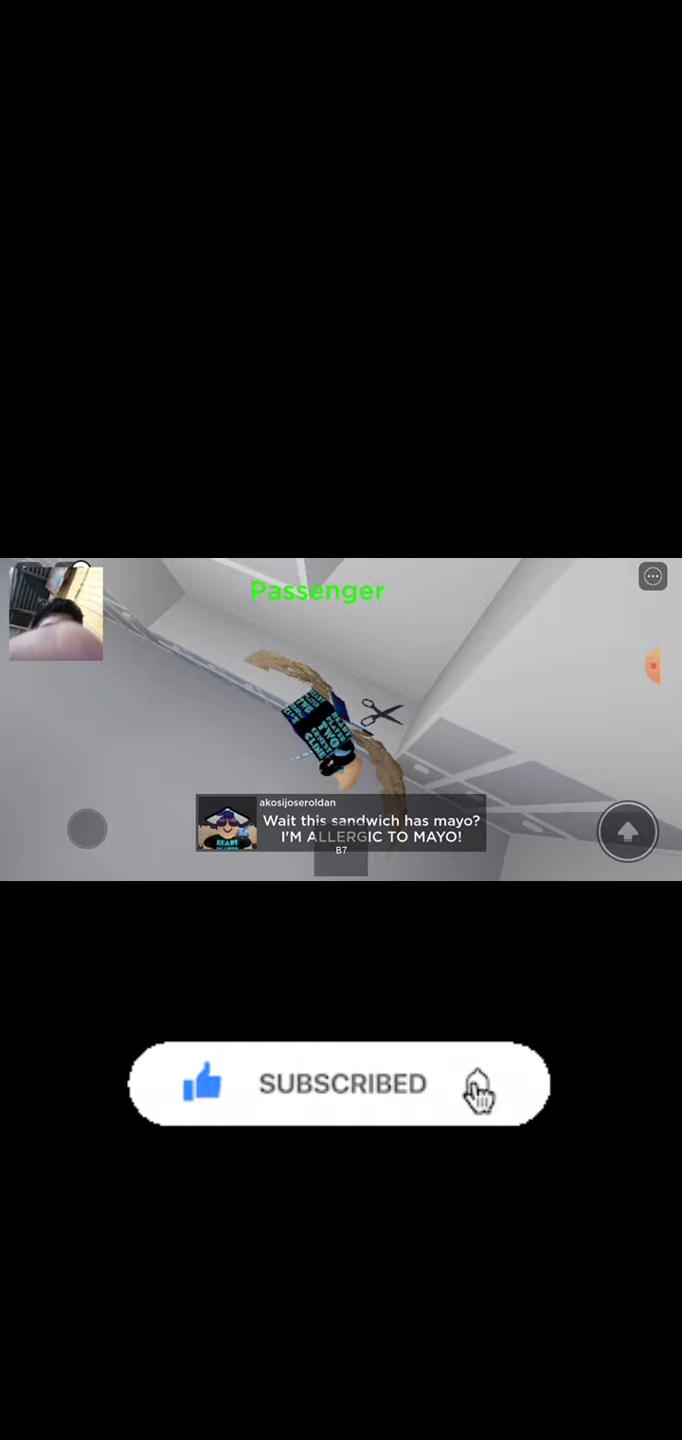 Passenger
akosijoseroldan
Wait this sandwich has mayo?
I'M ALLERGIC TO MAYO!
B7
SUBSCRIBED